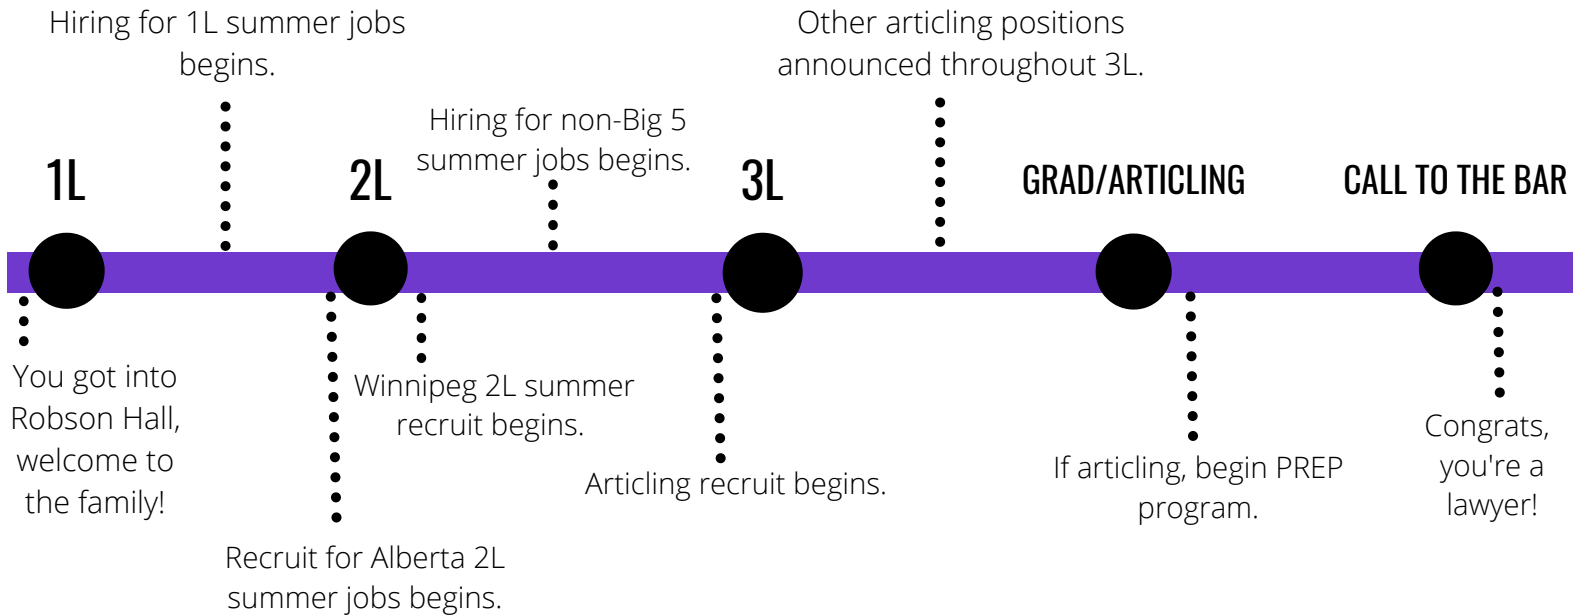 Hiring for 1L summer jobs
begins.
Other articling positions
announced throughout 3L.
Hiring for non-Big 5
summer jobs begins.
1L
2L
3L
GRAD/ARTICLING
CALL TO THE BAR
You got into
Robson Hall,
welcome to
the family!
Winnipeg 2L summer
recruit begins.
Articling recruit begins.
If articling, begin PREP
program.
Congrats,
you're a
lawyer!
Recruit for Alberta 2L
summer jobs begins.